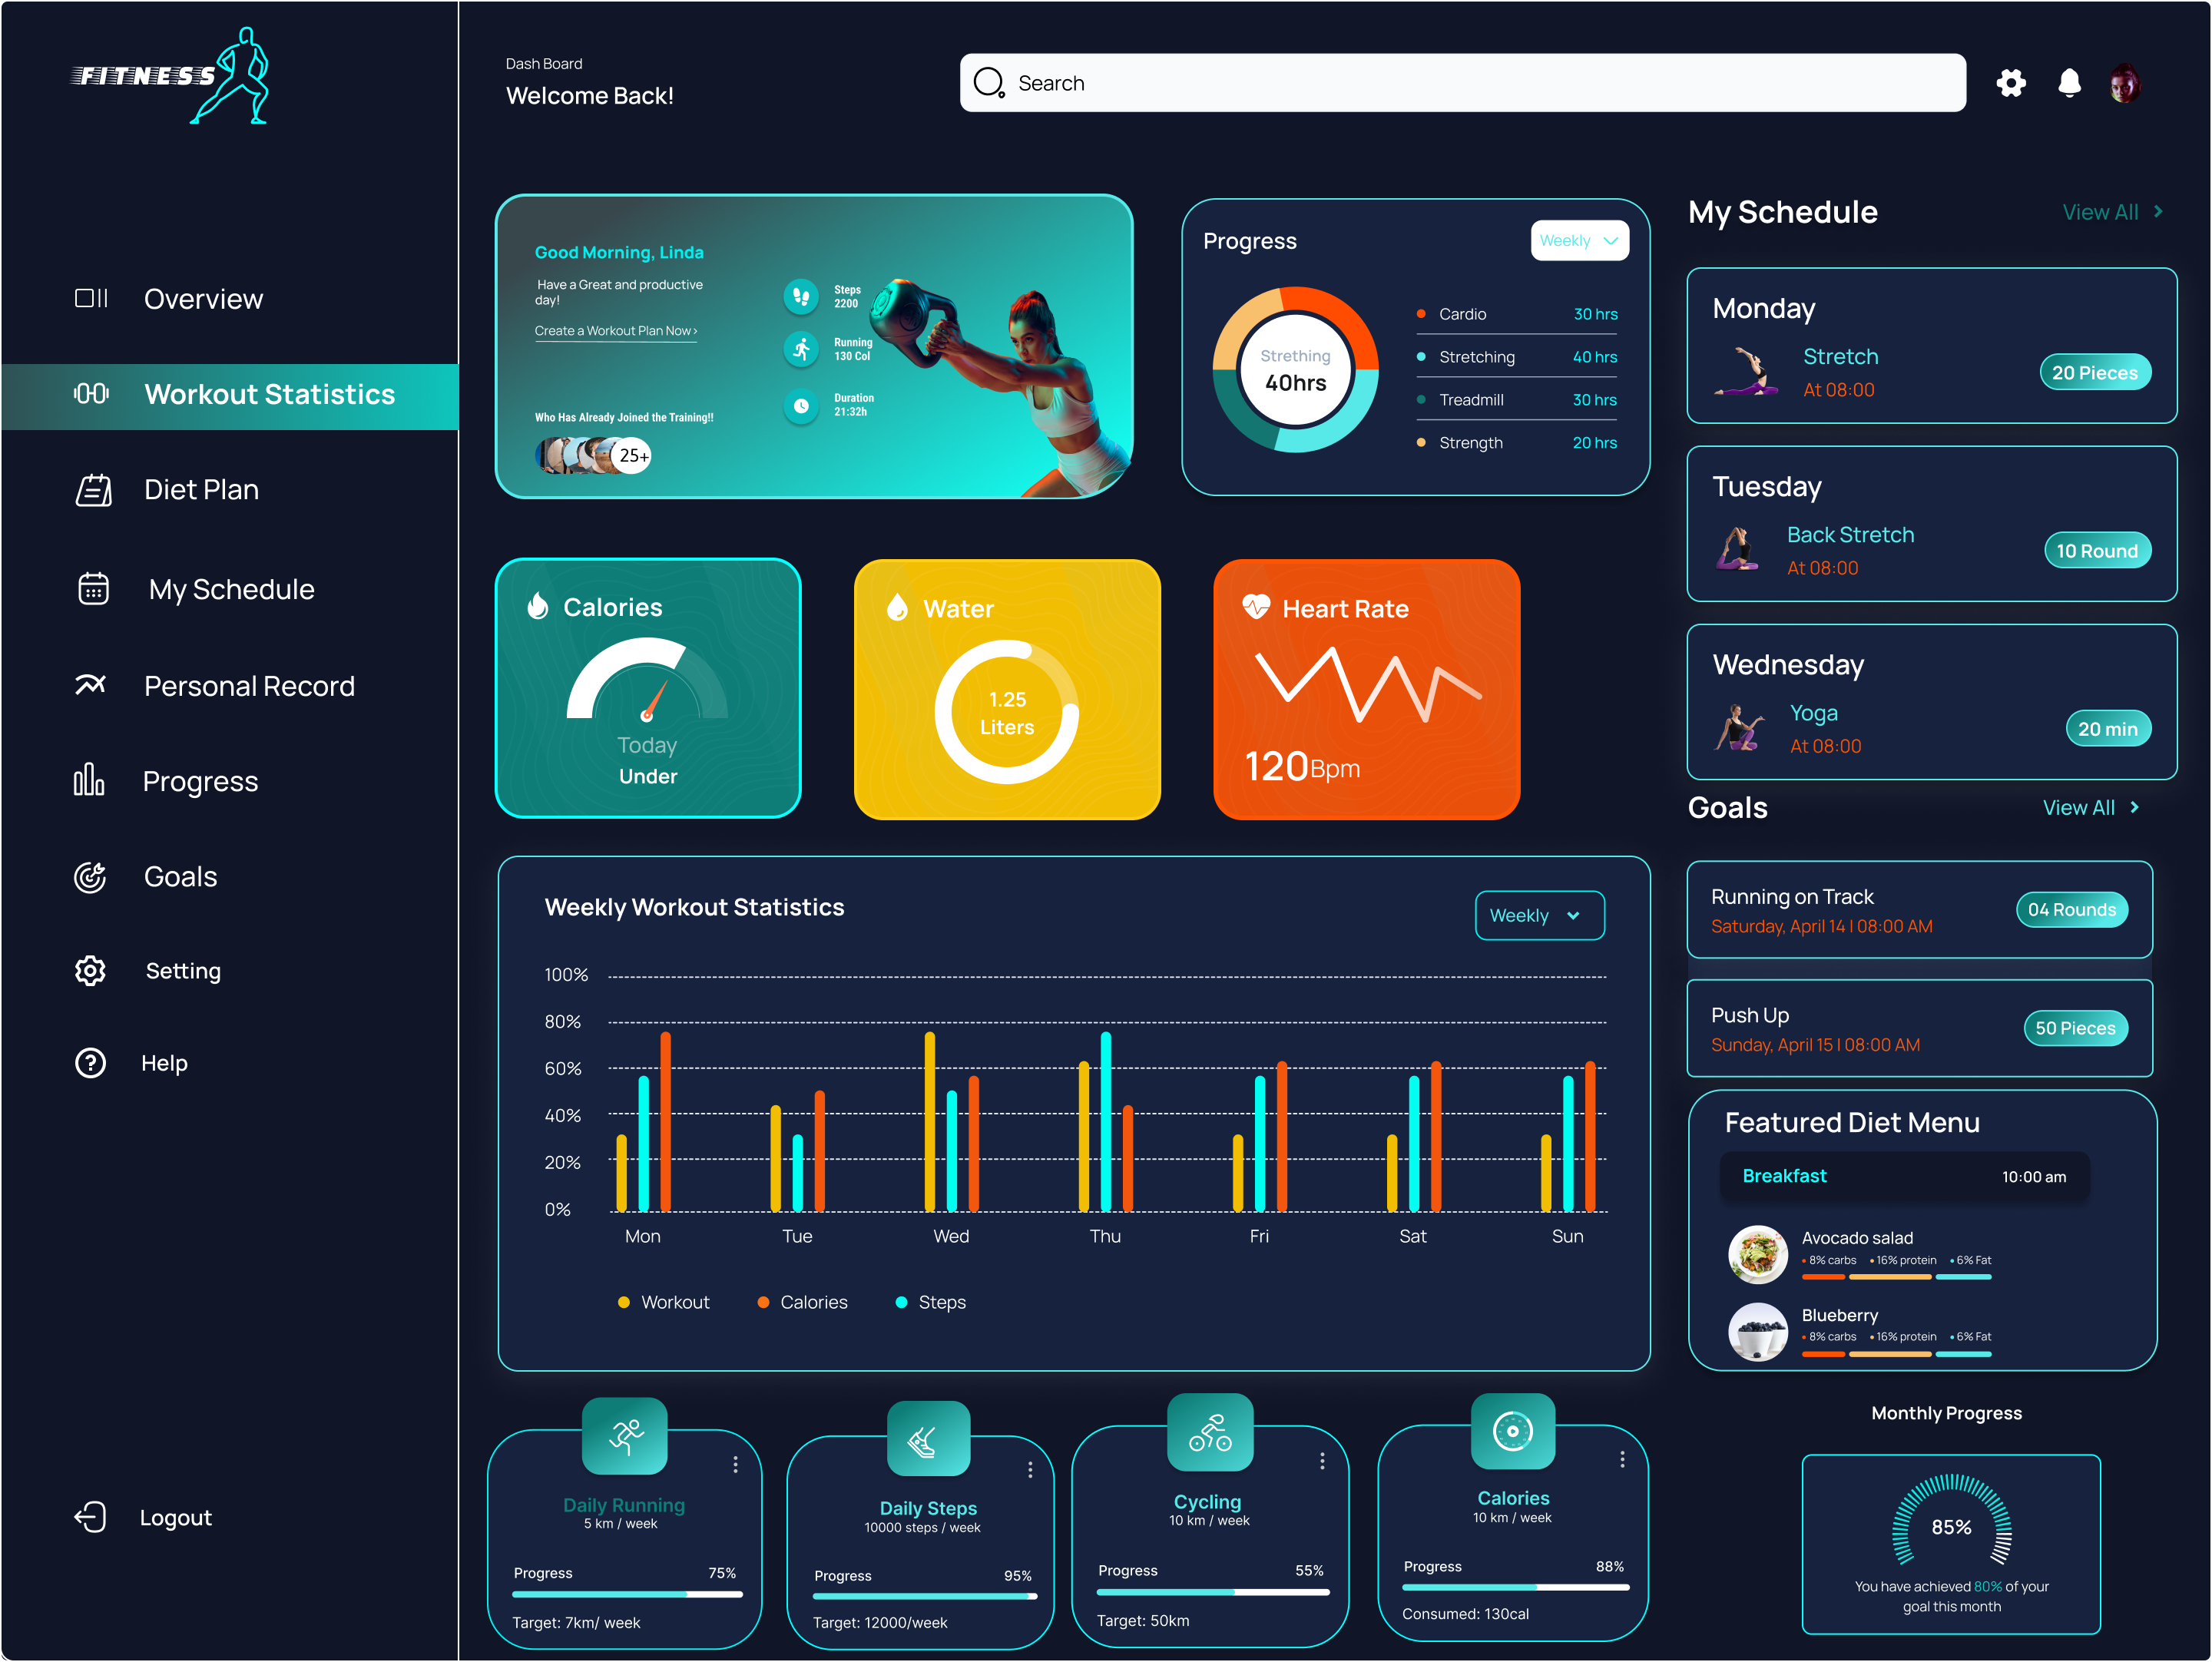 FITNESS
Overview
Workout Statistics
Diet Plan
My Schedule
Personal Record
Progress
Goals
Setting
Help
Logout
Dash Board
Welcome Back!
Search
Good Morning, Linda
Have a Great and productive
day!
Create a Workout Plan Now›
Who Has Already Joined the Training!!
25+
Steps
2200
Running
130 Col
Duration
21:32h
Progress
Weekly
Strething
40hrs
Cardio 30 hrs
Stretching 40 hrs
Treadmill 30 hrs
Strength 20 hrs
Calories
Today
Under
Water
1.25
Liters
Heart Rate
120Bpm
Weekly Workout Statistics
Weekly
100%
80%
60%
40%
20%
0%
Mon Tue Wed Thu Fri Sat Sun
Workout Calories Steps
Daily Running
5 km / week
Progress 75%
Target: 7km/ week
Daily Steps
10000 steps / week
Progress 95%
Target: 12000/week
Cycling
10 km / week
Progress 55%
Target: 50km
Calories
10 km / week
Progress 88%
Consumed: 130cal
My Schedule
View All
Monday
Stretch
At 08:00
20 Pieces
Tuesday
Back Stretch
At 08:00
10 Round
Wednesday
Yoga
At 08:00
20 min
Goals
View All
Running on Track
Saturday, April 14 I 08:00 AM
04 Rounds
Push Up
Sunday, April 15 I 08:00 AM
50 Pieces
Featured Diet Menu
Breakfast 10:00 am
Avocado salad
8% carbs 16% protein 6% Fat
Blueberry
8% carbs 16% protein 6% Fat
Monthly Progress
85%
You have achieved 80% of your
goal this month